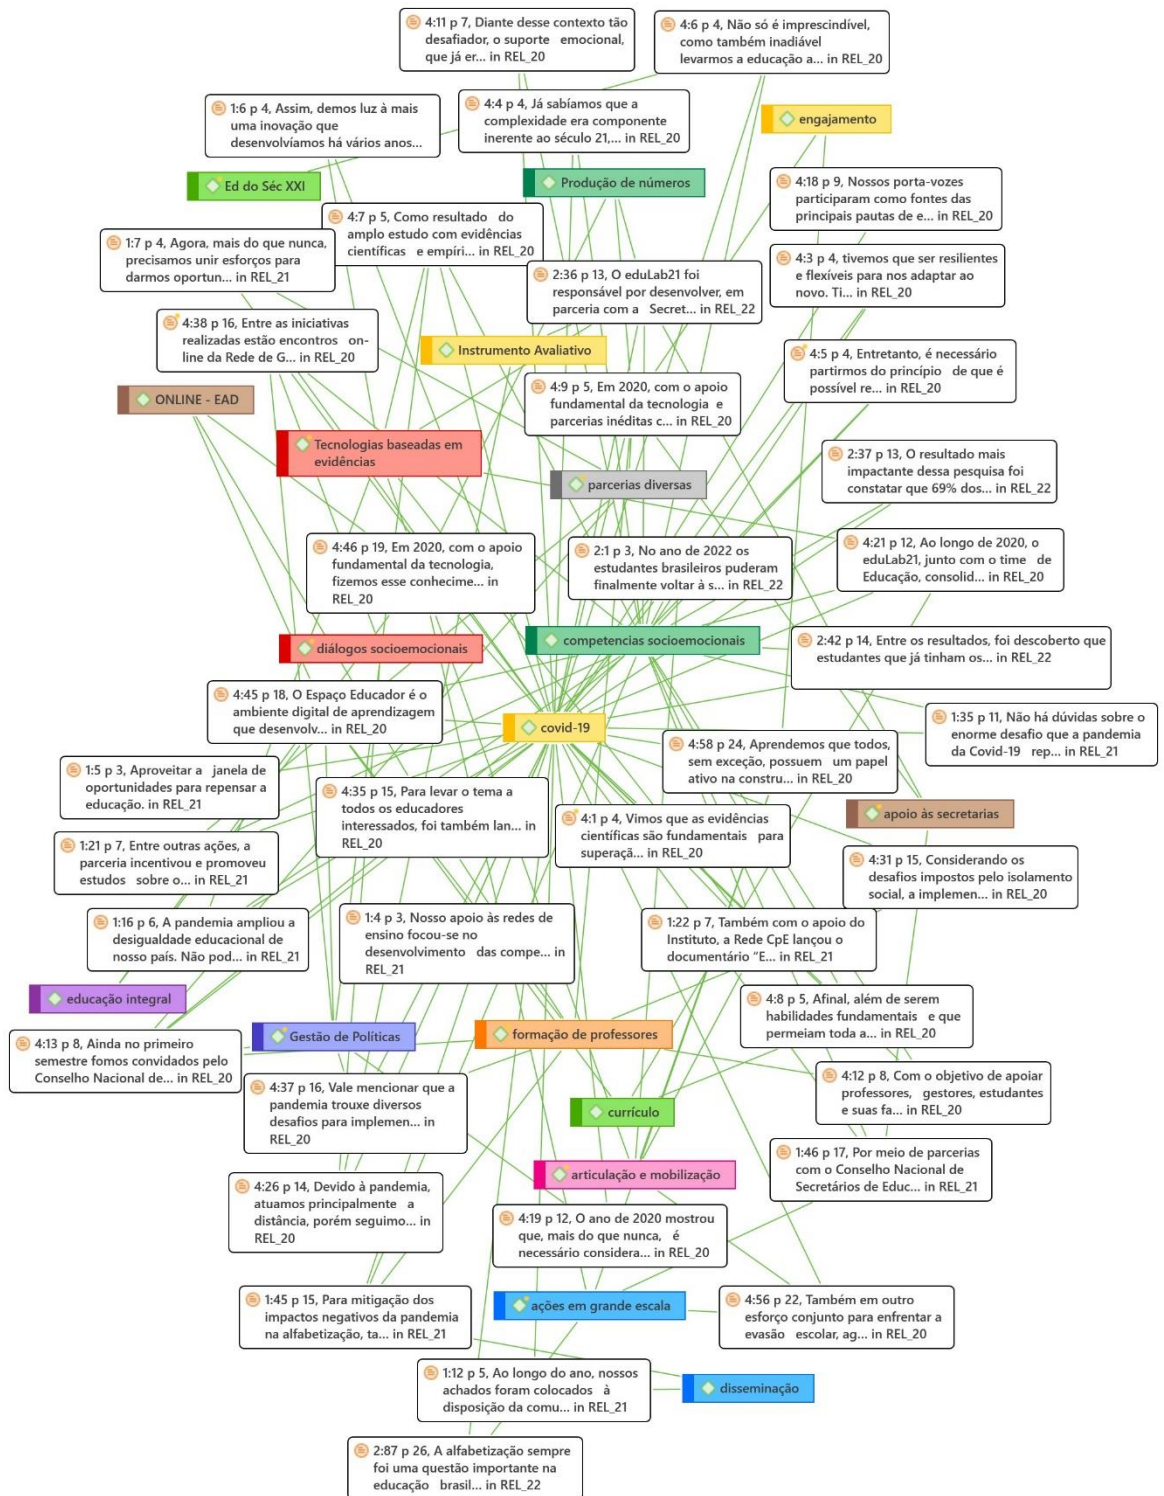 4:11 p 7, Diante desse contexto tão
desafiador, o suporte emocional,
que já er... in REL_20
4:6 p 4, Não só é imprescindível,
como também inadiável
levarmos a educação a... in REL_20
1:6 p 4, Assim, demos luz à mais
uma inovação que
desenvolvíamos há vários anos...
4:4 p 4, Já sabíamos que a
complexidade era componente
inerente ao século 21,... in REL_20
engajamento
Ed do Séc XXI
Produção de números
4:18 p 9, Nossos porta-vozes
participaram como fontes das
principais pautas de e... in REL_20
4:7 p 5, Como resultado do
amplo estudo com evidências
científicas e empíri... in REL_20
1:7 p 4, Agora, mais do que nunca,
precisamos unir esforços para
darmos oportun... in REL_21
4:3 p 4, tivemos que ser resilientes
e flexíveis para nos adaptar ao
novo. Ti... in REL_20
2:36 p 13, O eduLab21 foi
responsável por desenvolver, em
parceria com a Secret... in REL_22
4:38 p 16, Entre as iniciativas
realizadas estão encontros on-
line da Rede de G... in REL_20
Instrumento Avaliativo
4:5 p 4, Entretanto, é necessário
partirmos do princípio de que é
possível re... in REL_20
ONLINE - EAD
4:9 p 5, Em 2020, com o apoio
fundamental da tecnologia e
parcerias inéditas c... in REL_20
Tecnologias baseadas em
evidências
2:37 p 13, O resultado mais
impactante dessa pesquisa foi
constatar que 69% dos... in REL_22
parcerias diversas
4:46 p 19, Em 2020, com o apoio
fundamental da tecnologia,
fizemos esse conhecime... in
REL_20
2:1 p 3, No ano de 2022 os
estudantes brasileiros puderam
finalmente voltar à s... in REL_22
4:21 p 12, Ao longo de 2020, o
eduLab21, junto com o time de
Educação, consolid... in REL_20
diálogos socioemocionais
competencias socioemocionais
2:42 p 14, Entre os resultados, foi descoberto que
estudantes que já tinham os... in REL_22
4:45 p 18, O Espaço Educador é o
ambiente digital de aprendizagem
que desenvolv... in REL_20
covid-19
1:35 p 11, Não há dúvidas sobre o
enorme desafio que a pandemia
da Covid-19 rep... in REL_21
4:58 p 24, Aprendemos que todos,
sem exceção, possuem um papel
ativo na constru... in REL_20
1:5 p 3, Aproveitar a janela de
oportunidades para repensar a
educação. in REL_21
4:35 p 15, Para levar o tema a
todos os educadores
interessados, foi também lan... in
REL_20
4:1 p 4, Vimos que as evidências
científicas são fundamentais para
superaçã... in REL_20
apoio às secretarias
1:21 p 7, Entre outras ações, a
parceria incentivou e promoveu
estudos sobre o... in REL_21
4:31 p 15, Considerando os
desafios impostos pelo isolamento
social, a implemen... in REL_20
1:16 p 6, A pandemia ampliou a
desigualdade educacional de
nosso país. Não pod... in REL_21
1:4 p 3, Nosso apoio às redes de
ensino focou-se no
desenvolvimento das compe... in
REL_21
1:22 p 7, Também com o apoio do
Instituto, a Rede CpE lançou o
documentário “E... in REL_21
educação integral
4:8 p 5, Afinal, além de serem
habilidades fundamentais e que
permeiam toda a... in REL_20
4:13 p 8, Ainda no primeiro
semestre fomos convidados pelo
Conselho Nacional de... in REL_20
Gestão de Políticas
formação de professores
4:12 p 8, Com o objetivo de apoiar
professores, gestores, estudantes
e suas fa... in REL_20
4:37 p 16, Vale mencionar que a
pandemia trouxe diversos
desafios para implemen... in
REL_20
currículo
1:46 p 17, Por meio de parcerias
com o Conselho Nacional de
Secretários de Educ... in REL_21
articulação e mobilização
4:26 p 14, Devido à pandemia,
atuamos principalmente a
distância, porém seguimo... in
REL_20
4:19 p 12, O ano de 2020 mostrou
que, mais do que nunca, é
necessário considera... in REL_20
1:45 p 15, Para mitigação dos
impactos negativos da pandemia
na alfabetização, ta... in REL_21
ações em grande escala
4:56 p 22, Também em outro
esforço conjunto para enfrentar a
evasão escolar, ag... in REL_20
1:12 p 5, Ao longo do ano, nossos
achados foram colocados à
disposição da comu... in REL_21
disseminação
2:87 p 26, A alfabetização sempre
foi uma questão importante na
educação brasil... in REL_22